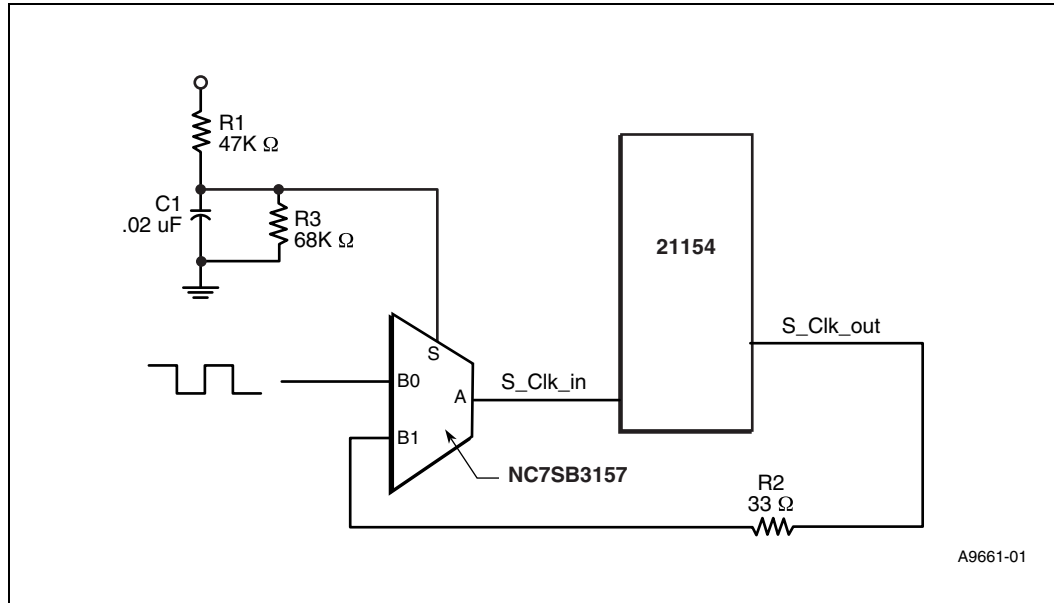 R1
47K Ω
C1
.02 uF
R3
68K Ω
21154
S_Clk_out
S
B0
A
S_Clk_in
B1
NC7SB3157
R2
33 Ω
A9661-01